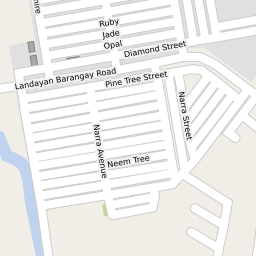 Ruby
Jade
Opal
Diamond Street
Landayan Barangay Road
Pine Tree Street
Narra Street
Narra Avenue
Neem Tree